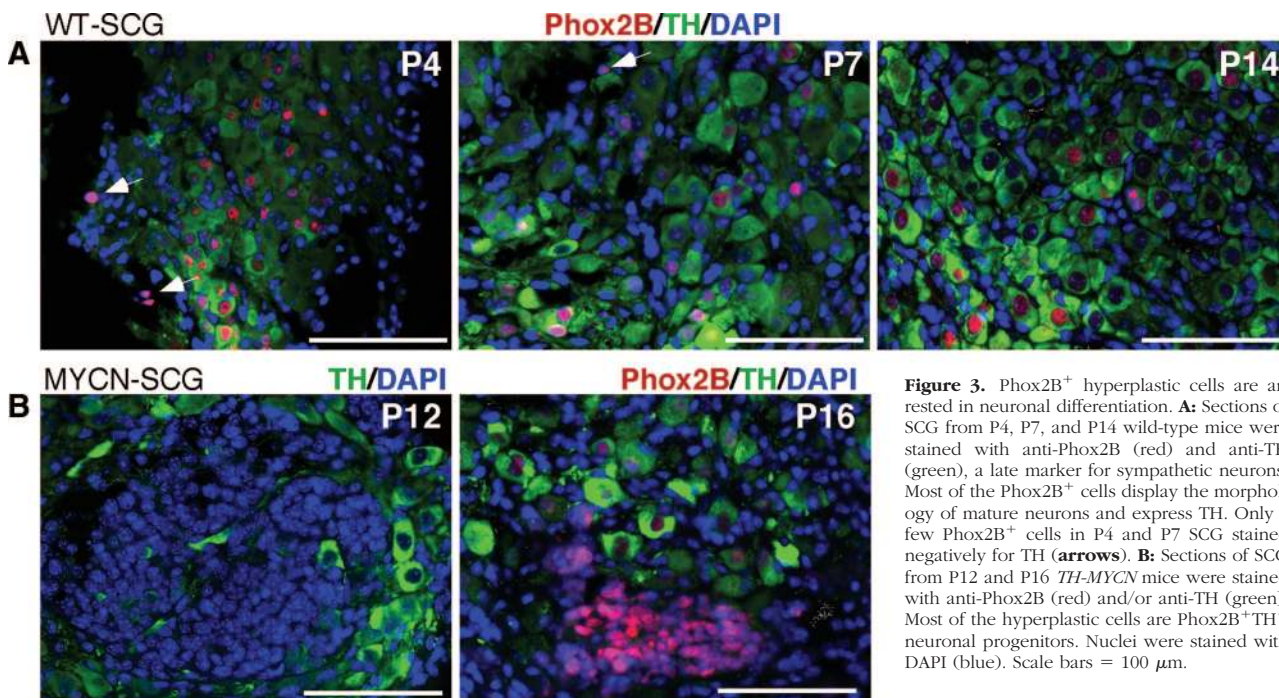 WT-SCG
Phox2B/TH/DAPI
A
P4
P7
P14
MYCN-SCG
TH/DAPI
Phox2B/TH/DAPI
B
P12
P16
Figure 3. Phox2B+ hyperplastic cells are ar
rested in neuronal differentiation. A: Sections o
SCG from P4, P7, and P14 wild-type mice wer
stained with anti-Phox2B (red) and anti-TH
(green), a late marker for sympathetic neurons
Most of the Phox2B+ cells display the morpho
ogy of mature neurons and express TH. Only
few Phox2B+ cells in P4 and P7 SCG staine
negatively for TH (arrows). B: Sections of SCG
from P12 and P16 TH-MYCN mice were staine
with anti-Phox2B (red) and/or anti-TH (green
Most of the hyperplastic cells are Phox2B+TH
neuronal progenitors. Nuclei were stained wit
DAPI (blue). Scale bars = 100 μm.